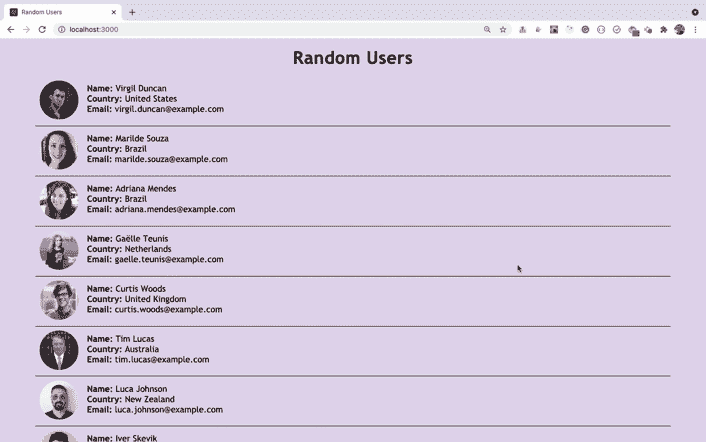 Random Users
localhost:3000
Random Users
Name: Virgil Duncan
Country: United States
Email: virgil.duncan@example.com
Name: Marilde Souza
Country: Brazil
Email: marilde.souza@example.com
Name: Adriana Mendes
Country: Brazil
Email: adriana.mendes@example.com
Name: Gaëlle Teunis
Country: Netherlands
Email: gaelle.teunis@example.com
Name: Curtis Woods
Country: United Kingdom
Email: curtis.woods@example.com
Name: Tim Lucas
Country: Australia
Email: tim.lucas@example.com
Name: Luca Johnson
Country: New Zealand
Email: luca.johnson@example.com
Name: Iver Skevik